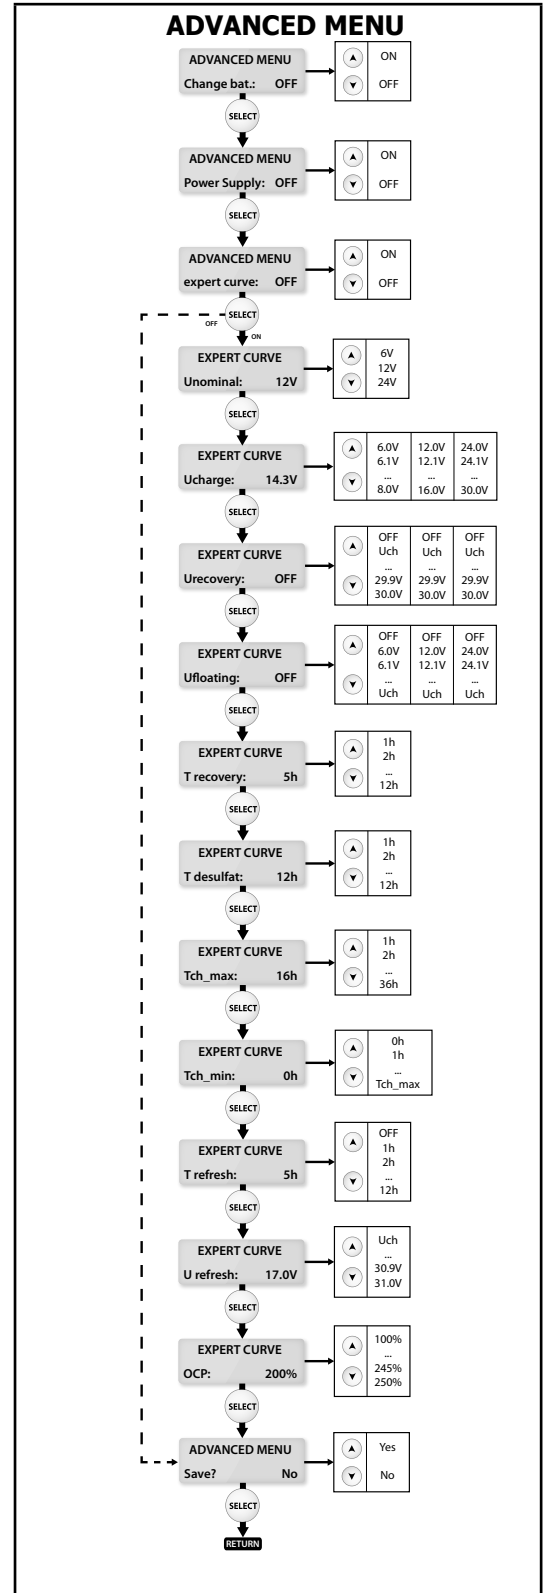 ADVANCED MENU
ADVANCED MENU
Change bat.: OFF
ON
OFF
SELECT
ADVANCED MENU
Power Supply: OFF
ON
OFF
SELECT
ADVANCED MENU
expert curve: OFF
ON
OFF
SELECT
OFF
ON
EXPERT CURVE
Unominal: 12V
6V
12V
24V
SELECT
EXPERT CURVE
Ucharge: 14.3V
6.0V 12.0V 24.0V
6.1V 12.1V 24.1V
... ... ...
8.0V 16.0V 30.0V
SELECT
EXPERT CURVE
Urecovery: OFF
OFF OFF OFF
Uch Uch Uch
... ... ...
29.9V 29.9V 29.9V
30.0V 30.0V 30.0V
SELECT
EXPERT CURVE
Ufloating: OFF
OFF OFF OFF
6.0V 12.0V 24.0V
6.1V 12.1V 24.1V
... ... ...
Uch Uch Uch
SELECT
EXPERT CURVE
T recovery: 5h
1h
2h
...
12h
SELECT
EXPERT CURVE
T desulfat: 12h
1h
2h
...
12h
SELECT
EXPERT CURVE
Tch_max: 16h
1h
2h
...
36h
SELECT
EXPERT CURVE
Tch_min: 0h
0h
1h
...
Tch_max
SELECT
EXPERT CURVE
T refresh: 5h
OFF
1h
2h
...
12h
SELECT
EXPERT CURVE
U refresh: 17.0V
Uch
...
30.9V
31.0V
SELECT
EXPERT CURVE
OCP: 200%
100%
...
245%
250%
SELECT
ADVANCED MENU
Save? No
Yes
No
SELECT
RETURN